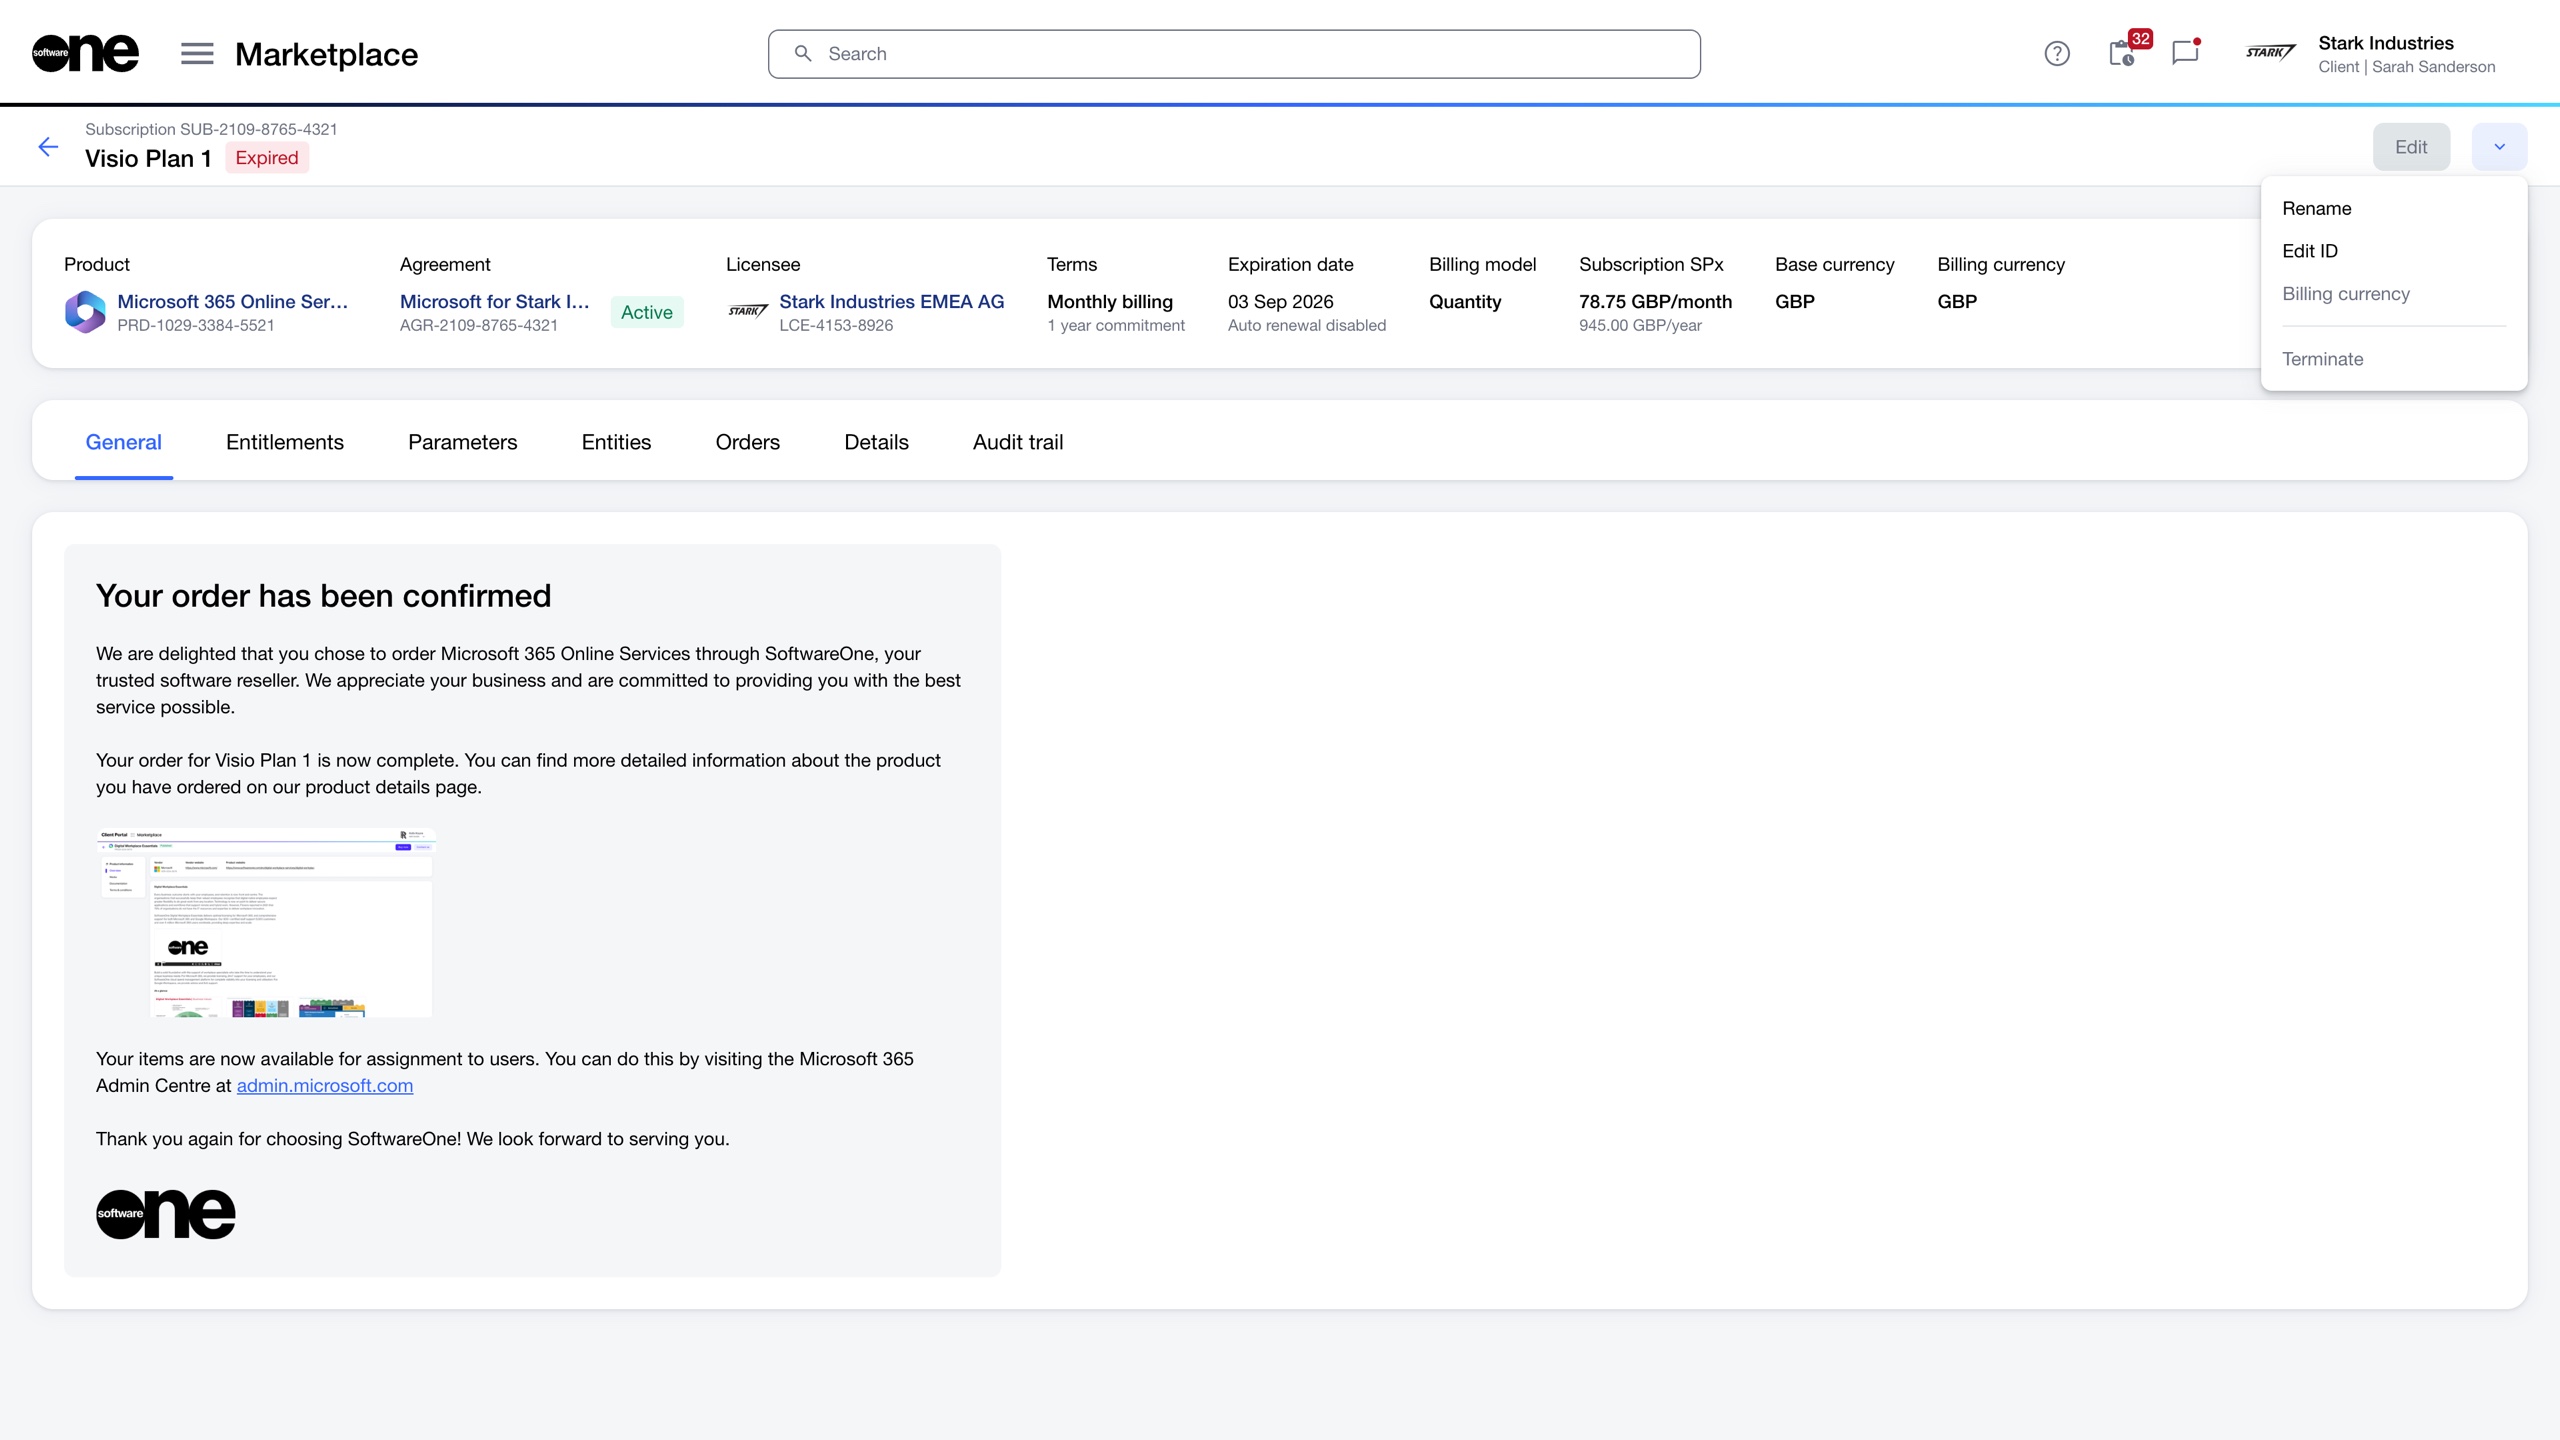 software one
Marketplace
Search
32
STARK
Stark Industries
Client | Sarah Sanderson
Subscription SUB-2109-8765-4321
Visio Plan 1
Expired
Edit
Rename
Edit ID
Billing currency
Terminate
Product
Microsoft 365 Online Ser...
PRD-1029-3384-5521
Agreement
Microsoft for Stark I...
AGR-2109-8765-4321
Active
Licensee
STARK
Stark Industries EMEA AG
LCE-4153-8926
Terms
Monthly billing
1 year commitment
Expiration date
03 Sep 2026
Auto renewal disabled
Billing model
Quantity
Subscription SPx
78.75 GBP/month
945.00 GBP/year
Base currency
GBP
Billing currency
GBP
General
Entitlements
Parameters
Entities
Orders
Details
Audit trail
Your order has been confirmed
We are delighted that you chose to order Microsoft 365 Online Services through SoftwareOne, your
trusted software reseller. We appreciate your business and are committed to providing you with the best
service possible.
Your order for Visio Plan 1 is now complete. You can find more detailed information about the product
you have ordered on our product details page.
Client Portal
Marketplace
Digital Workplace Essentials
software one
Your items are now available for assignment to users. You can do this by visiting the Microsoft 365
Admin Centre at admin.microsoft.com
Thank you again for choosing SoftwareOne! We look forward to serving you.
software one